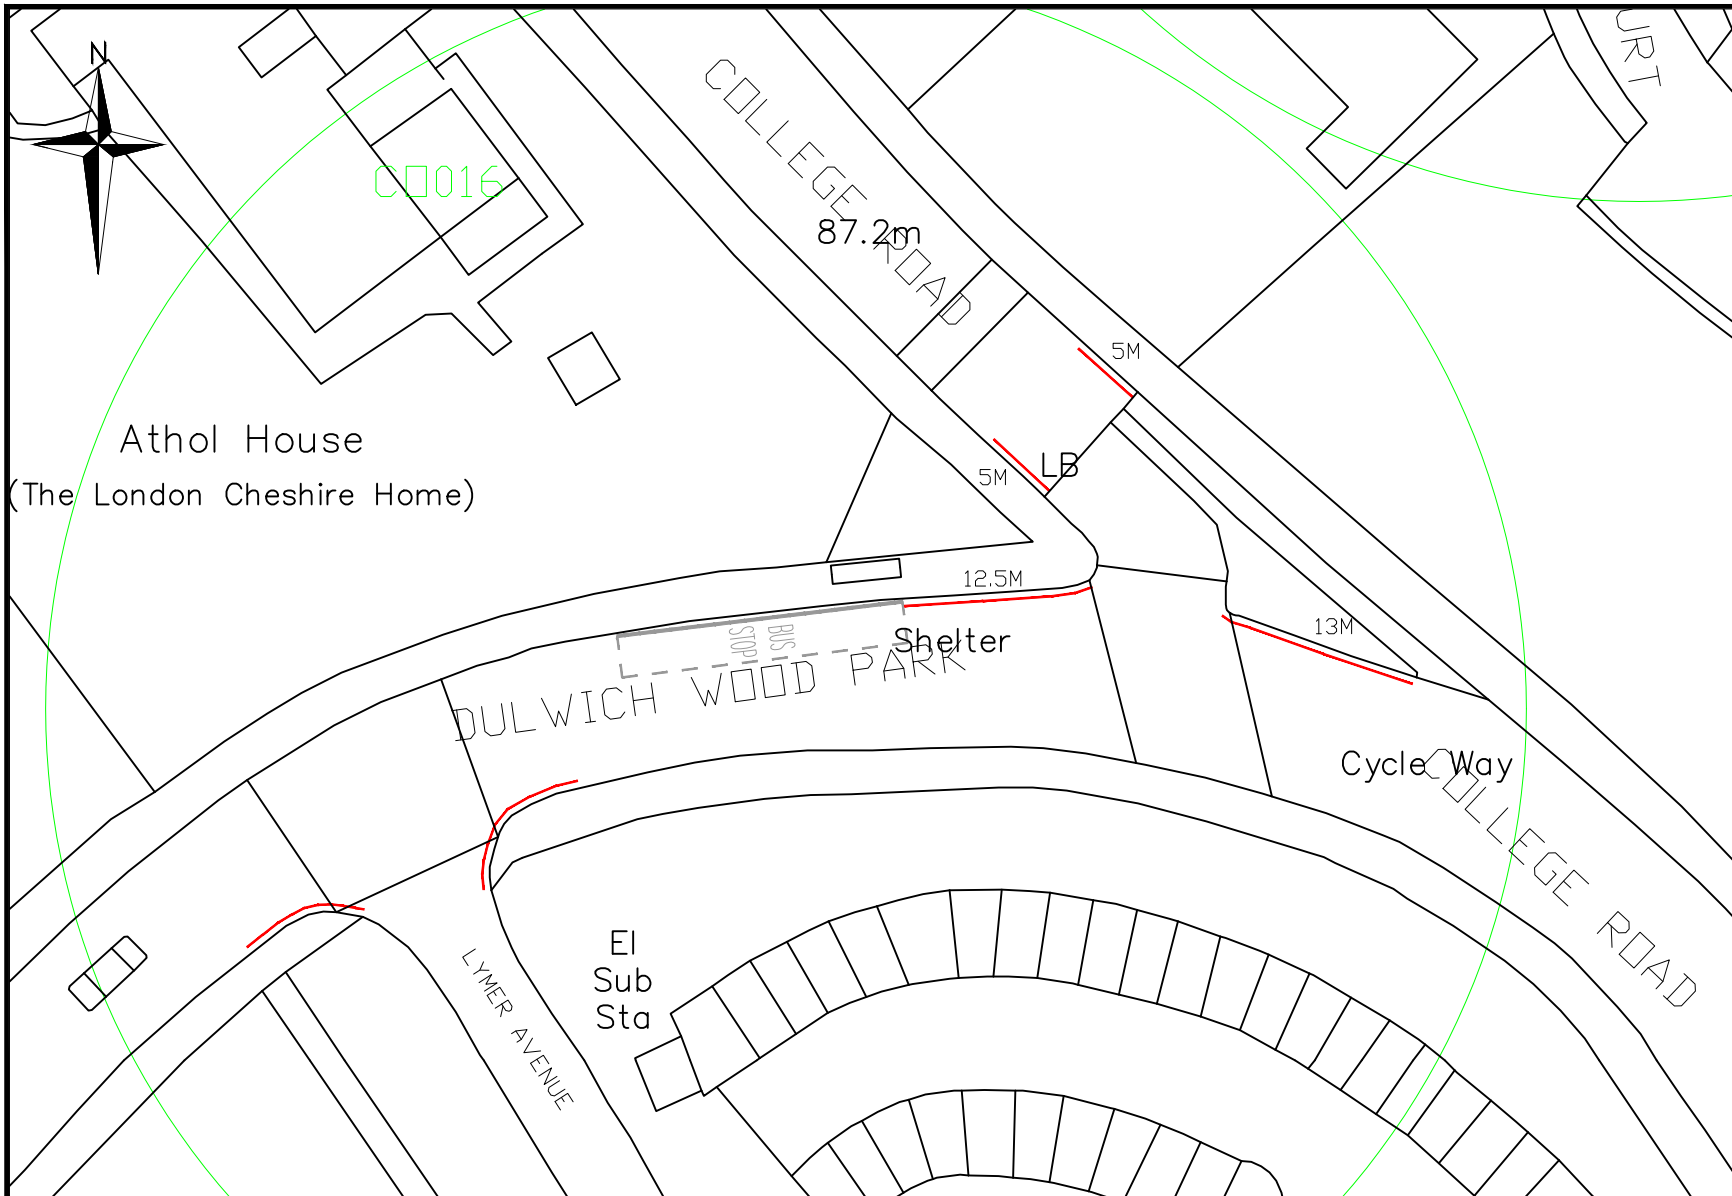 N
URT
COLLEGE ROAD
CO016
87.2m
5M
Athol House
(The London Cheshire Home)
LB
5M
12.5M
13M
BUS
STOP
Shelter
DULWICH WOOD PARK
Cycle Way
COLLEGE ROAD
El
Sub
Sta
LYMER AVENUE